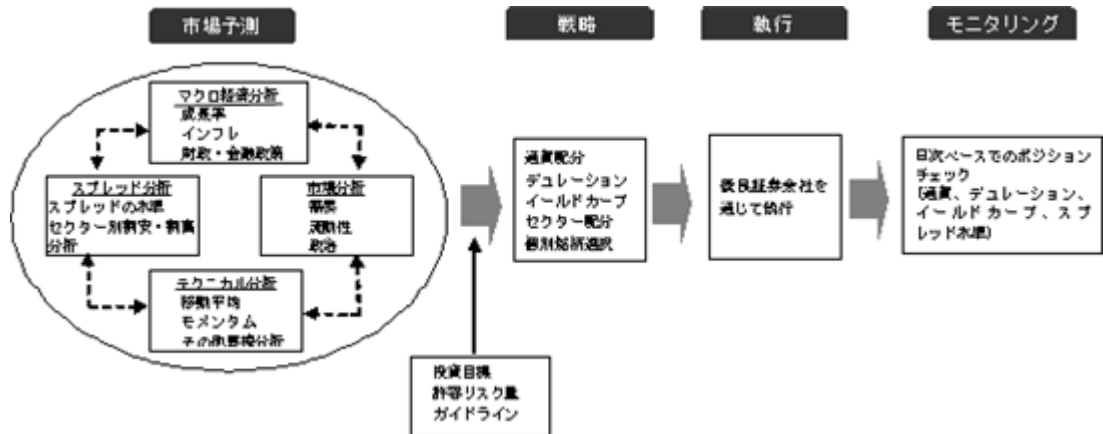 市場予測
戦略
執行
モニタリング
マクロ経済分析
成長率
インフレ
財政・金融政策
スプレッド分析
スプレッドの水準
セクター別割安・割高
分析
市場分析
需要
流動性
政治
テクニカル分析
移動平均
モメンタム
その他罫線分析
通貨配分
デュレーション
イールドカーブ
セクター配分
個別銘柄選択
投資目標
許容リスク量
ガイドライン
優良証券会社を
通じて執行
日次ベースでのポジション
チェック
(通貨、デュレーション、
イールドカーブ、スプ
レッド水準)